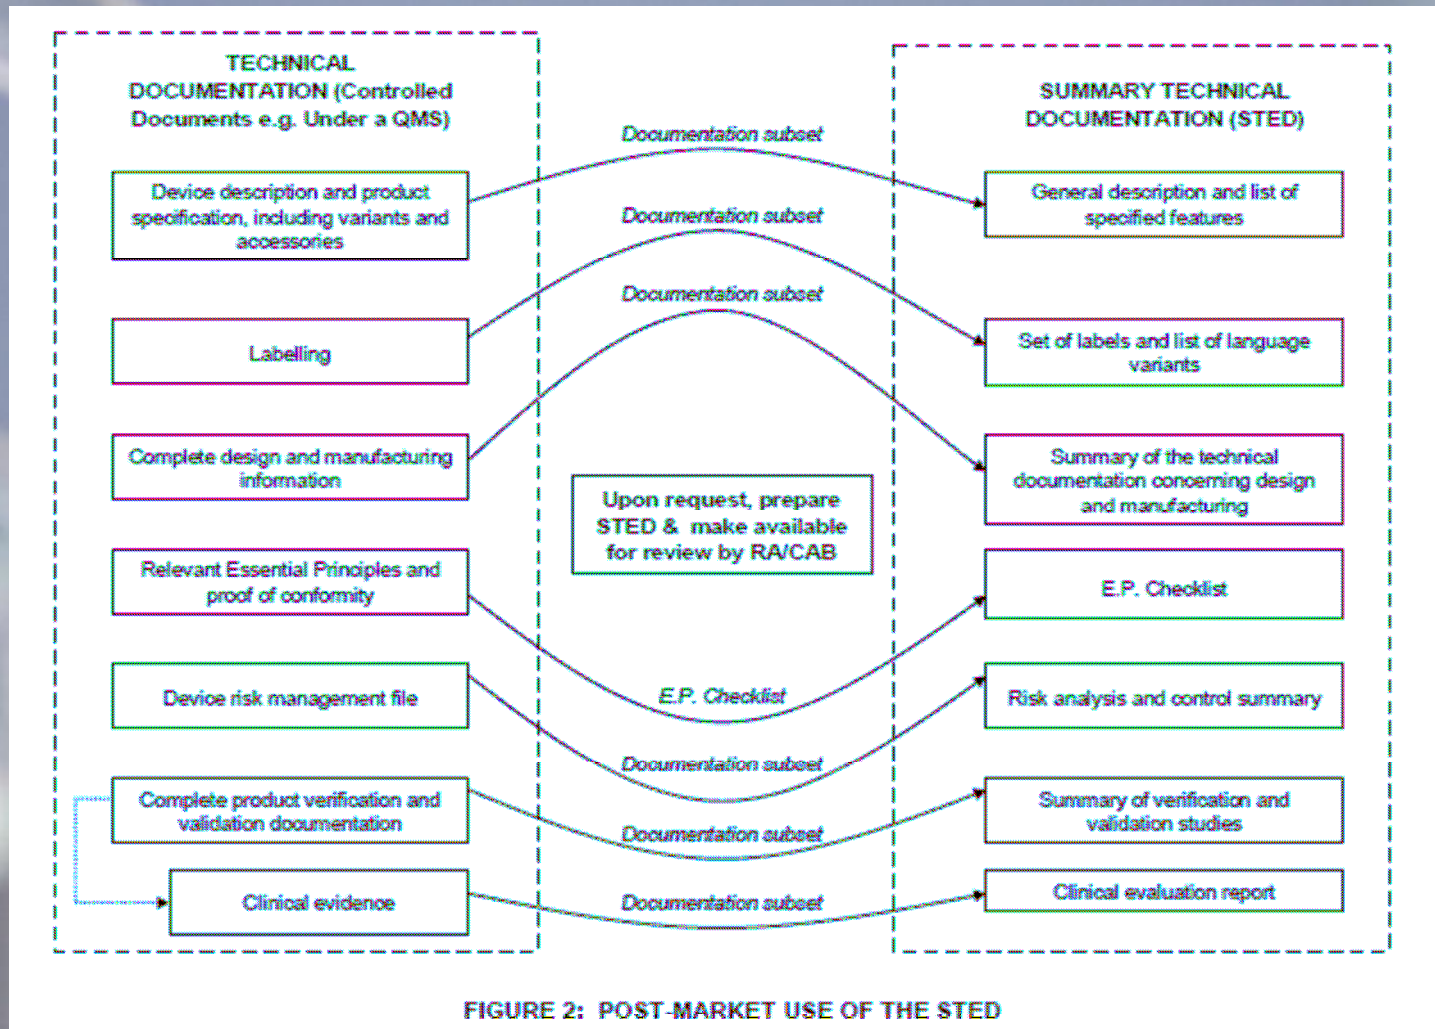 TECHNICAL
DOCUMENTATION (Controlled
Documents e.g. Under a QMS)
Device description and product
specification, including variants and
accessories
Labelling
Complete design and manufacturing
information
Relevant Essential Principles and
proof of conformity
Device risk management file
Complete product verification and
validation documentation
Clinical evidence
Documentation subset
Documentation subset
Documentation subset
Upon request, prepare
STED & make available
for review by RA/CAB
E.P. Checklist
Documentation subset
Documentation subset
Documentation subset
SUMMARY TECHNICAL
DOCUMENTATION (STED)
General description and list of
specified features
Set of labels and list of language
variants
Summary of the technical
documentation concerning design
and manufacturing
E.P. Checklist
Risk analysis and control summary
Summary of verification and
validation studies
Clinical evaluation report
FIGURE 2: POST-MARKET USE OF THE STED